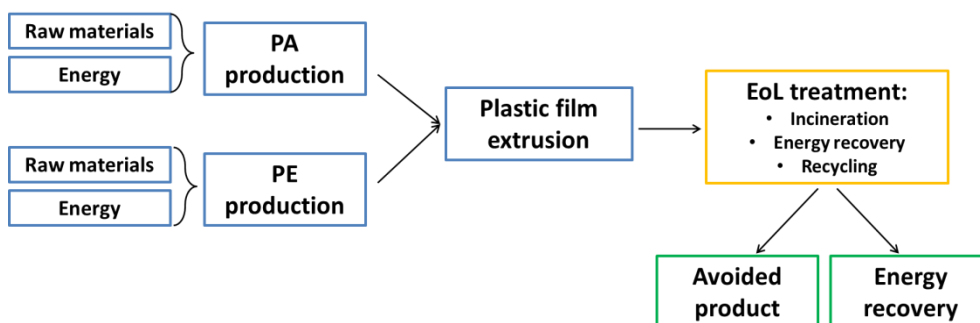 Raw materials
Energy
PA
production
Raw materials
Energy
PE
production
Plastic film
extrusion
EoL treatment:
• Incineration
• Energy recovery
• Recycling
Avoided
product
Energy
recovery